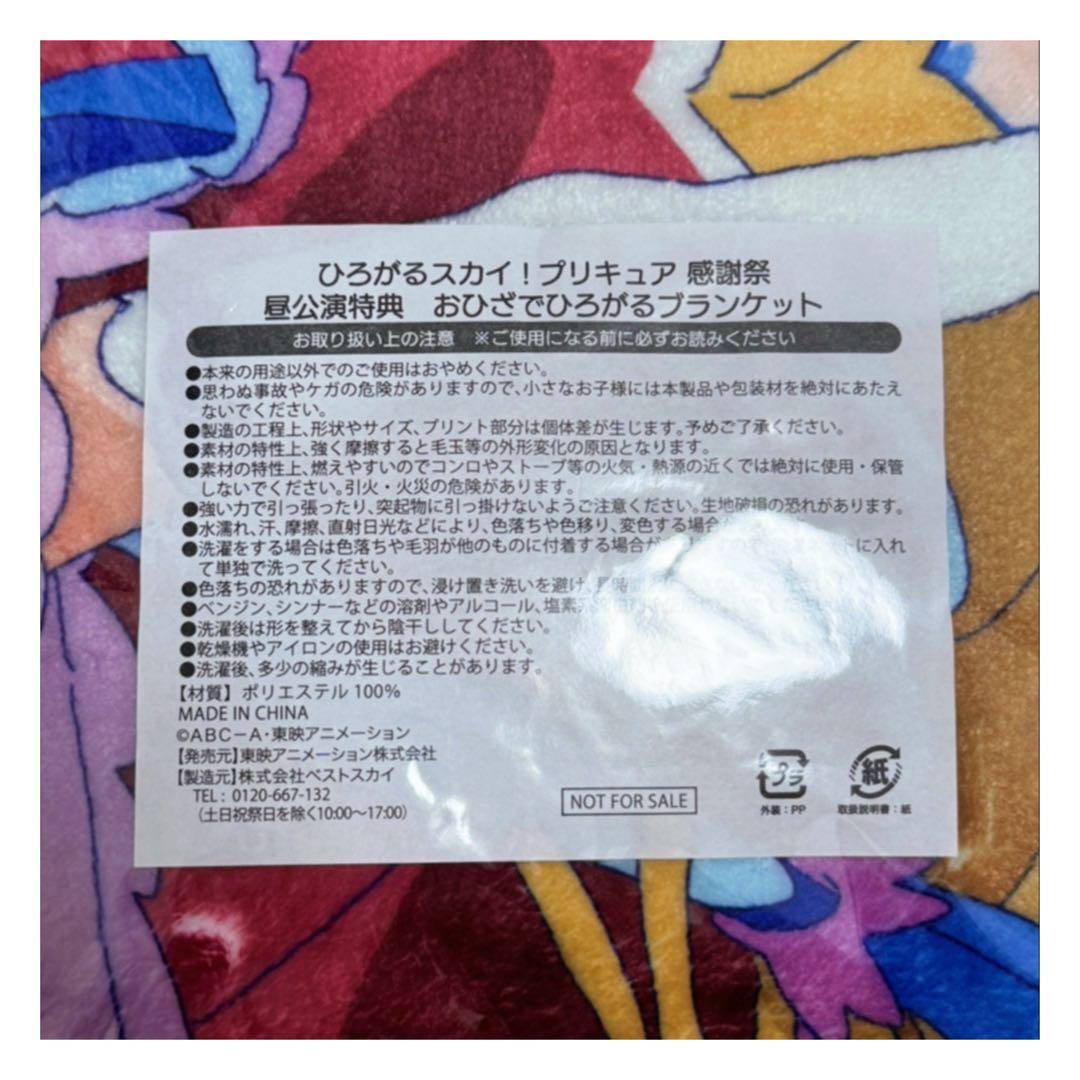 ひろがるスカイ!プリキュア 感謝祭
昼公演特典 おひざでひろがるブランケット
お取り扱い上の注意 ※ご使用になる前に必ずお読みください
●本来の用途以外でのご使用はおやめください。
●思わぬ事故やケガの危険がありますので、小さなお子様には本製品や包装材を絶対にあたえ
ないでください。
●製造の工程上、形状やサイズ、プリント部分は個体差が生じます。予めご了承ください。
●素材の特性上、強く摩擦すると毛玉等の外形変化の原因となります。
●素材の特性上、燃えやすいのでコンロやストーブ等の火気・熱源の近くでは絶対に使用・保管
しないでください。引火・火災の危険があります。
●強い力で引っ張ったり、突起物に引っ掛けないようご注意ください。生地破損の恐れがあります。
●水濡れ、汗、摩擦、直射日光などにより、色落ちや色移り、変色する場合
●洗濯をする場合は色落ちや毛羽が他のものに付着する場合が に入れ
て単独で洗ってください。
●色落ちの恐れがありますので、浸け置き洗いを避け、長時間
●ベンジン、シンナーなどの溶剤やアルコール、塩素
●洗濯後は形を整えてから陰干ししてください。
●乾燥機やアイロンの使用はお避けください。
●洗濯後、多少の縮みが生じることがあります。
【材質】ポリエステル 100%
MADE IN CHINA
©ABC-A・東映アニメーション
【発売元】東映アニメーション株式会社
【製造元】株式会社ベストスカイ
TEL: 0120-667-132
(土日祝祭日を除く10:00〜17:00)
NOT FOR SALE
プラ
外装:PP
紙
取扱説明書:紙